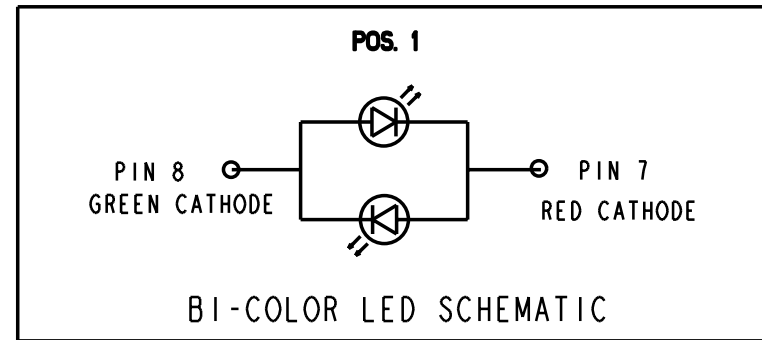 POS. 1
PIN 8
GREEN CATHODE
PIN 7
RED CATHODE
BI-COLOR LED SCHEMATIC